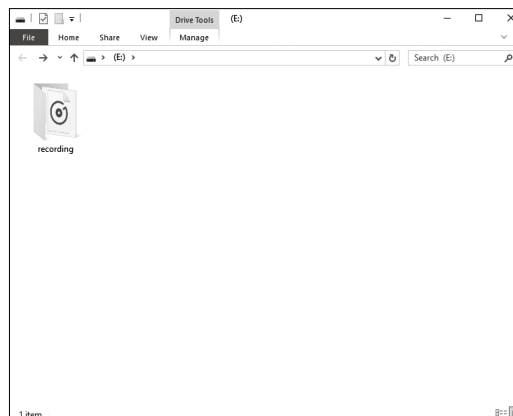 Drive Tools (E:)
File Home Share View Manage
(E:) Search (E:)
recording
1 item